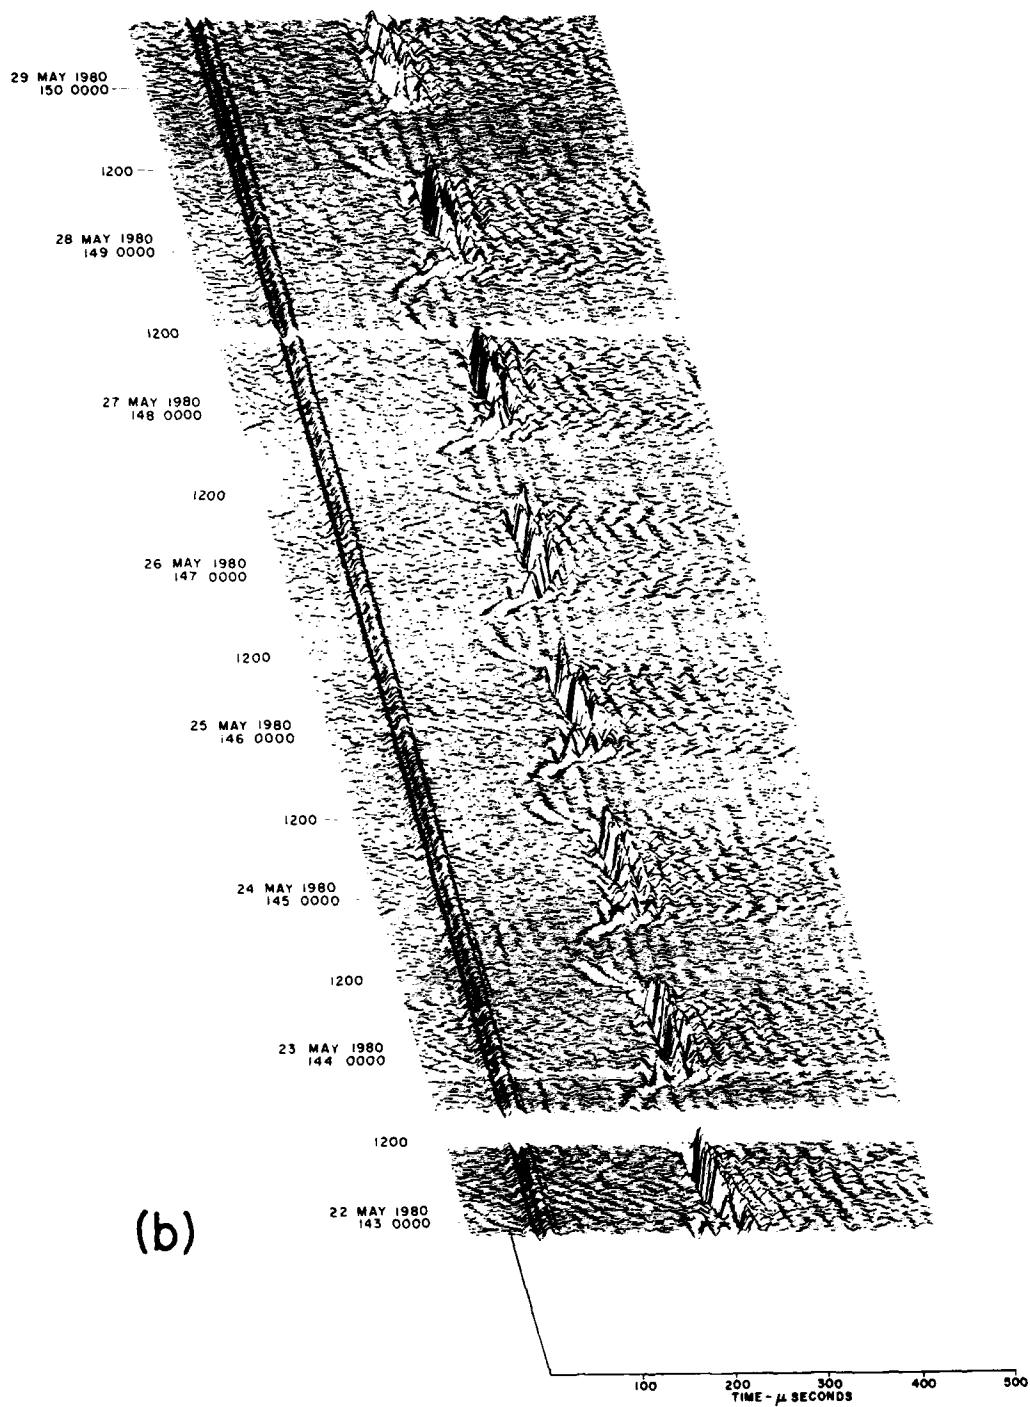 29 MAY 1980
150 0000
1200
28 MAY 1980
149 0000
1200
27 MAY 1980
148 0000
1200
26 MAY 1980
147 0000
1200
25 MAY 1980
146 0000
1200
24 MAY 1980
145 0000
1200
23 MAY 1980
144 0000
1200
22 MAY 1980
143 0000
(b)
100 200 300 400 500
TIME - μ SECONDS